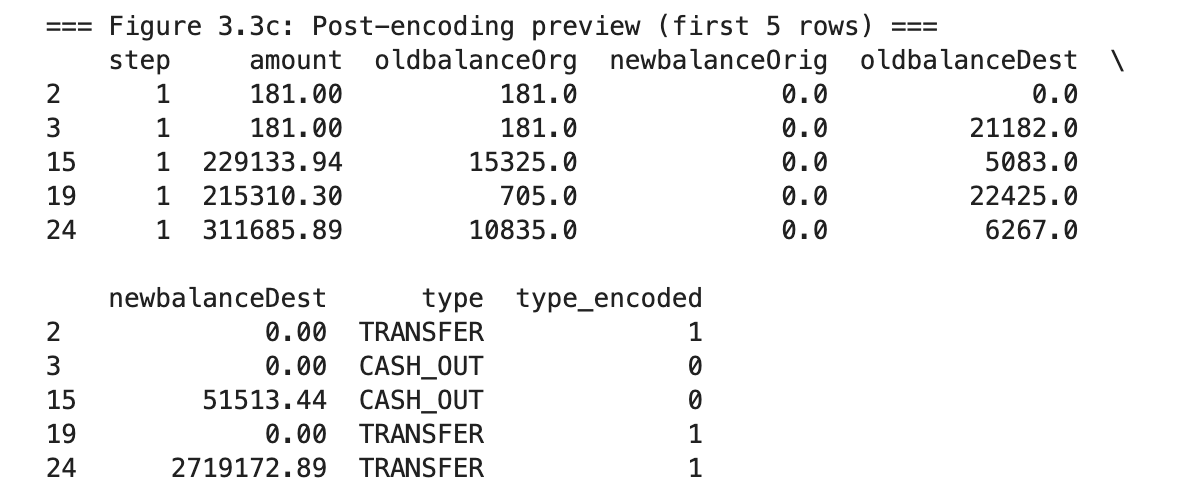 === Figure 3.3c: Post-encoding preview (first 5 rows) ===
    step     amount  oldbalanceOrg  newbalanceOrig  oldbalanceDest  \
2      1     181.00          181.0             0.0             0.0
3      1     181.00          181.0             0.0         21182.0
15     1  229133.94        15325.0             0.0          5083.0
19     1  215310.30          705.0             0.0         22425.0
24     1  311685.89        10835.0             0.0          6267.0

    newbalanceDest      type  type_encoded
2             0.00  TRANSFER             1
3             0.00  CASH_OUT             0
15        51513.44  CASH_OUT             0
19            0.00  TRANSFER             1
24      2719172.89  TRANSFER             1